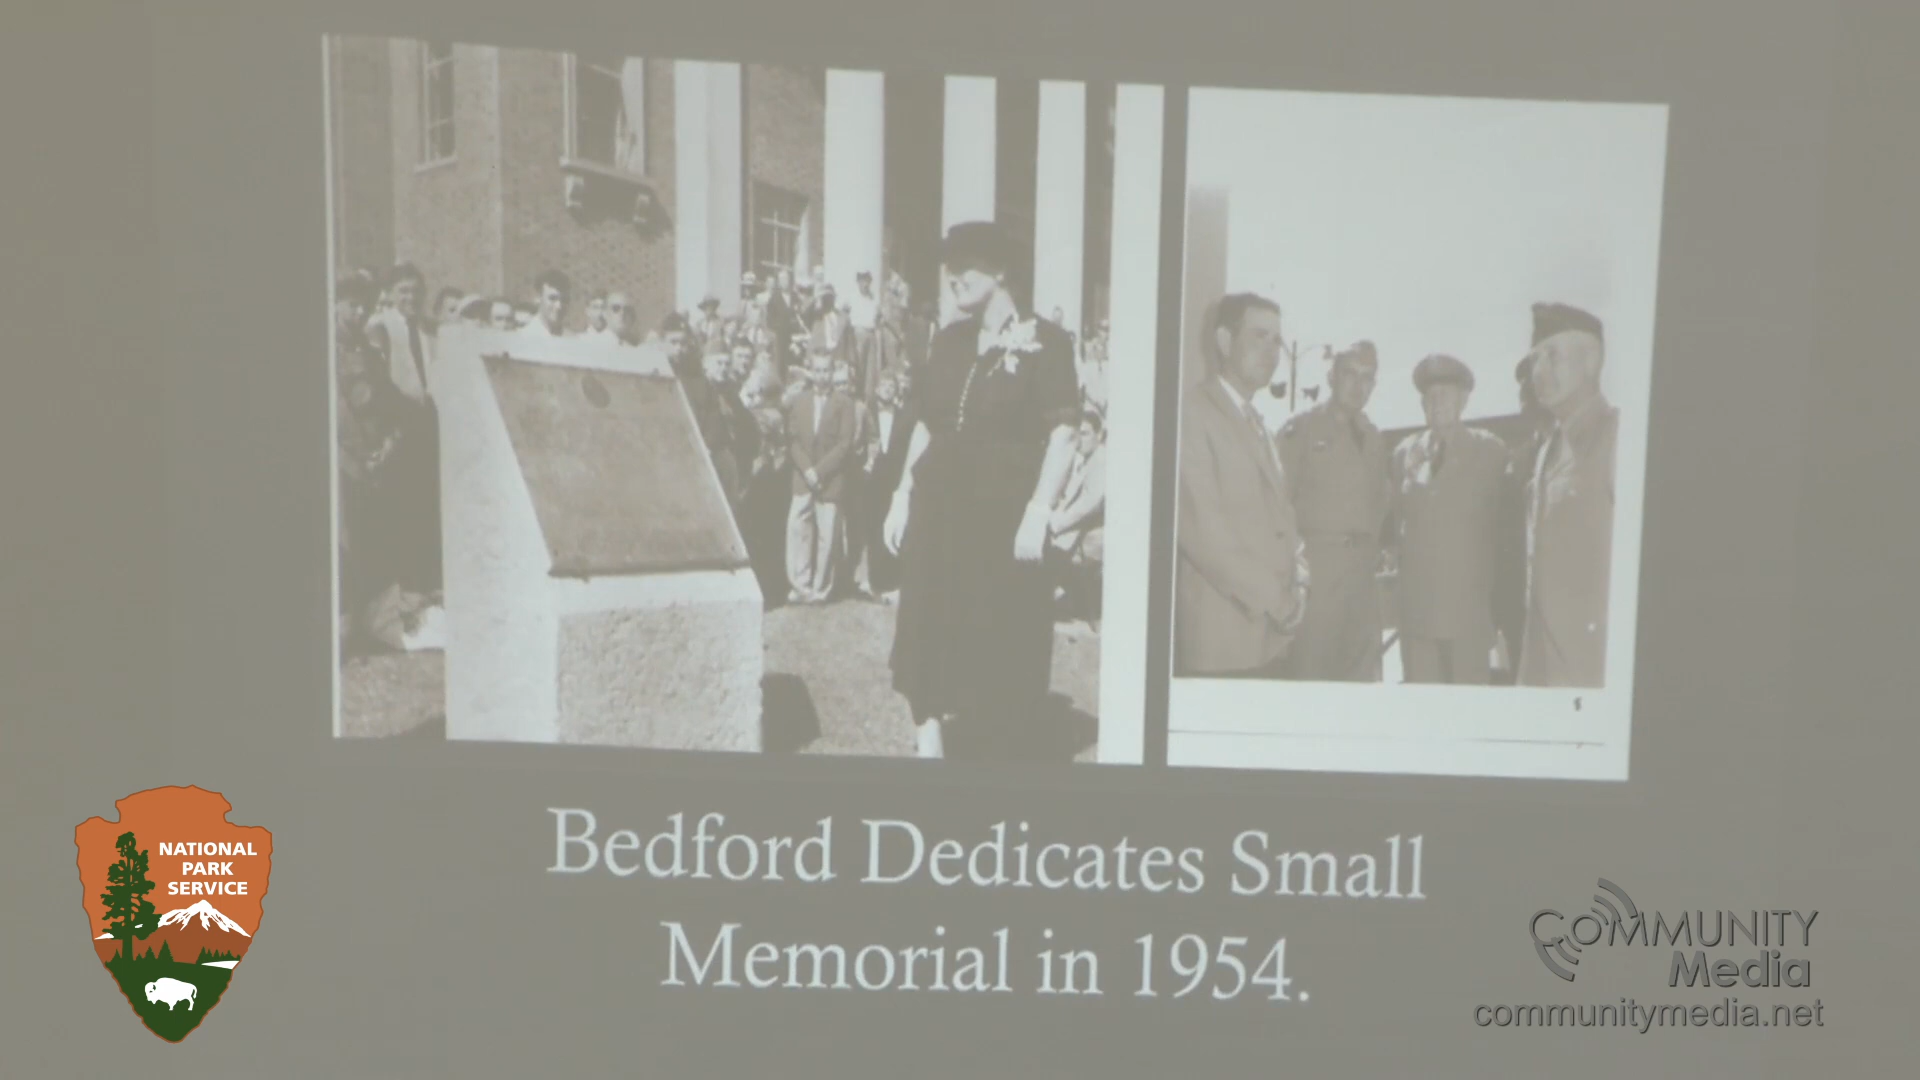 Bedford Dedicates Small
Memorial in 1954.
NATIONAL
PARK
SERVICE
COMMUNITY
Media
communitymedia.net